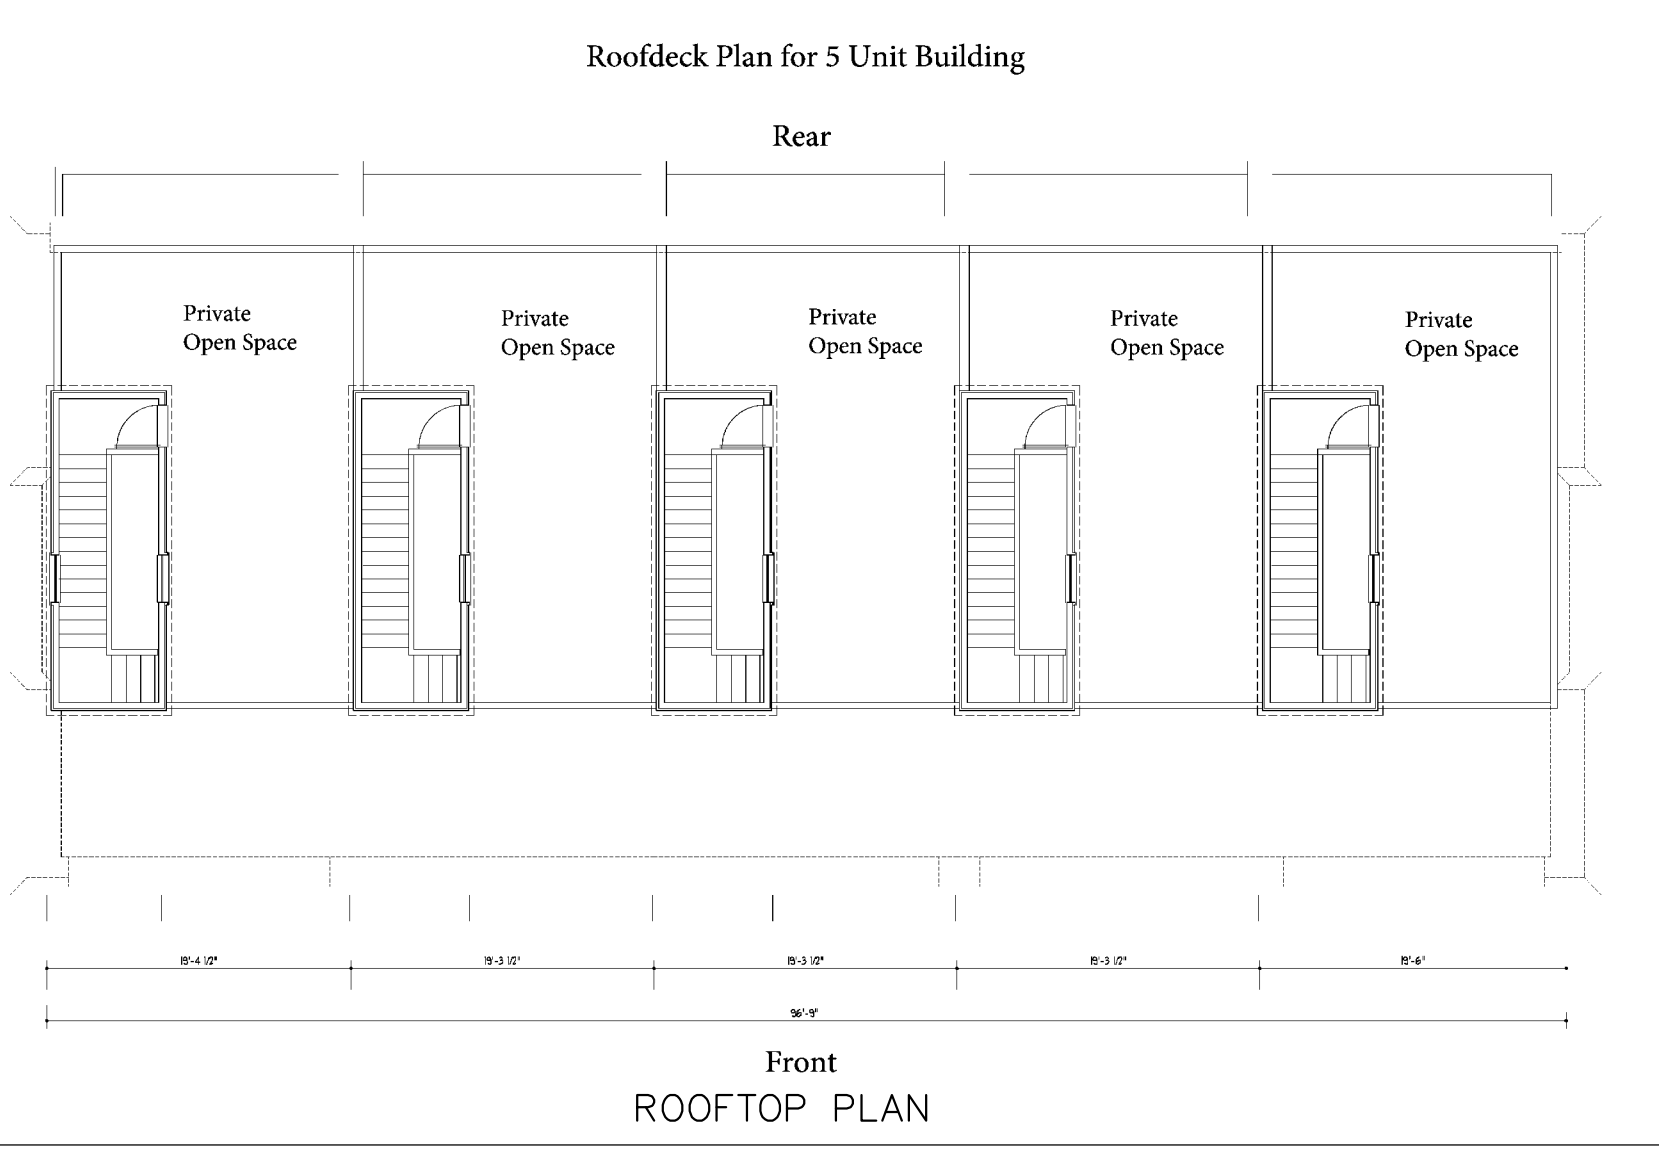 Roofdeck Plan for 5 Unit Building
Rear
Private
Open Space
Private
Open Space
Private
Open Space
Private
Open Space
Private
Open Space
19'-4 1/2"
19'-3 1/2"
19'-3 1/2"
19'-3 1/2"
19'-6"
96'-9"
Front
ROOFTOP PLAN